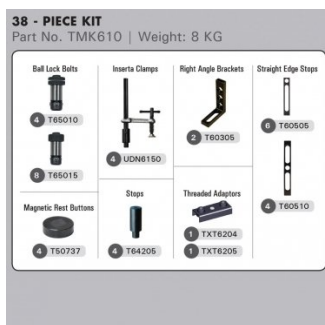 38 - PIECE KIT
Part No. TMK610 | Weight: 8 KG
Ball Lock Bolts
4 T65010
8 T65015
Magnetic Rest Buttons
4 T50737
Inserta Clamps
4 UDN6150
Stops
4 T64205
Right Angle Brackets
2 T60305
Threaded Adaptors
1 TXT6204
1 TXT6205
Straight Edge Stops
6 T60505
4 T60510